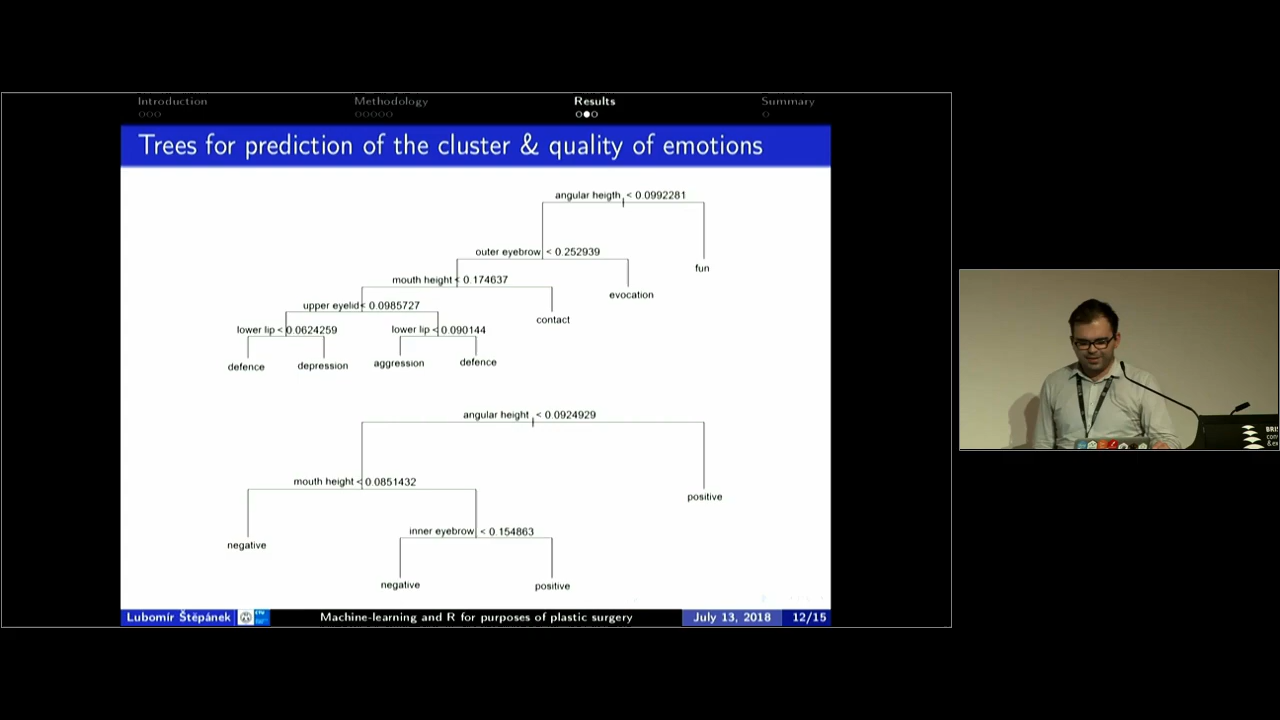 Introduction Methodology Results Summary
Trees for prediction of the cluster & quality of emotions
angular heigth < 0.0992281
outer eyebrow < 0.252939
fun
mouth height < 0.174637
evocation
upper eyelid < 0.0985727
contact
lower lip < 0.0624259 lower lip < 0.090144
defence depression aggression defence
angular height < 0.0924929
mouth height < 0.0851432
positive
inner eyebrow < 0.154863
negative
negative positive
Lubomír Štěpánek Machine-learning and R for purposes of plastic surgery July 13, 2018 12/15